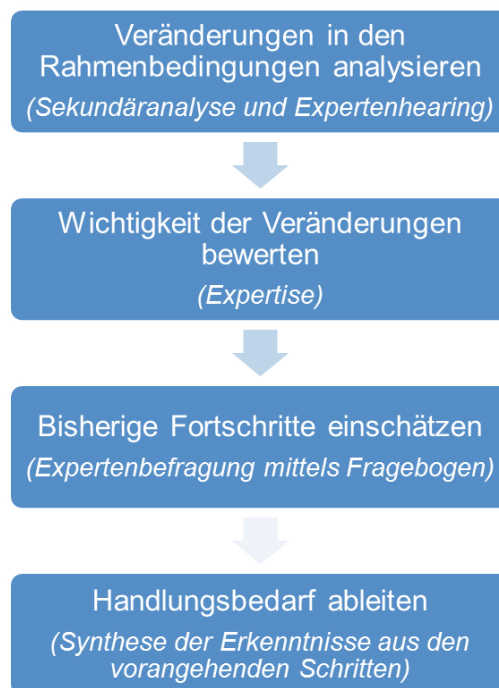 Veränderungen in den
Rahmenbedingungen analysieren
(Sekundäranalyse und Expertenhearing)
Wichtigkeit der Veränderungen
bewerten
(Expertise)
Bisherige Fortschritte einschätzen
(Expertenbefragung mittels Fragebogen)
Handlungsbedarf ableiten
(Synthese der Erkenntnisse aus den
vorangehenden Schritten)